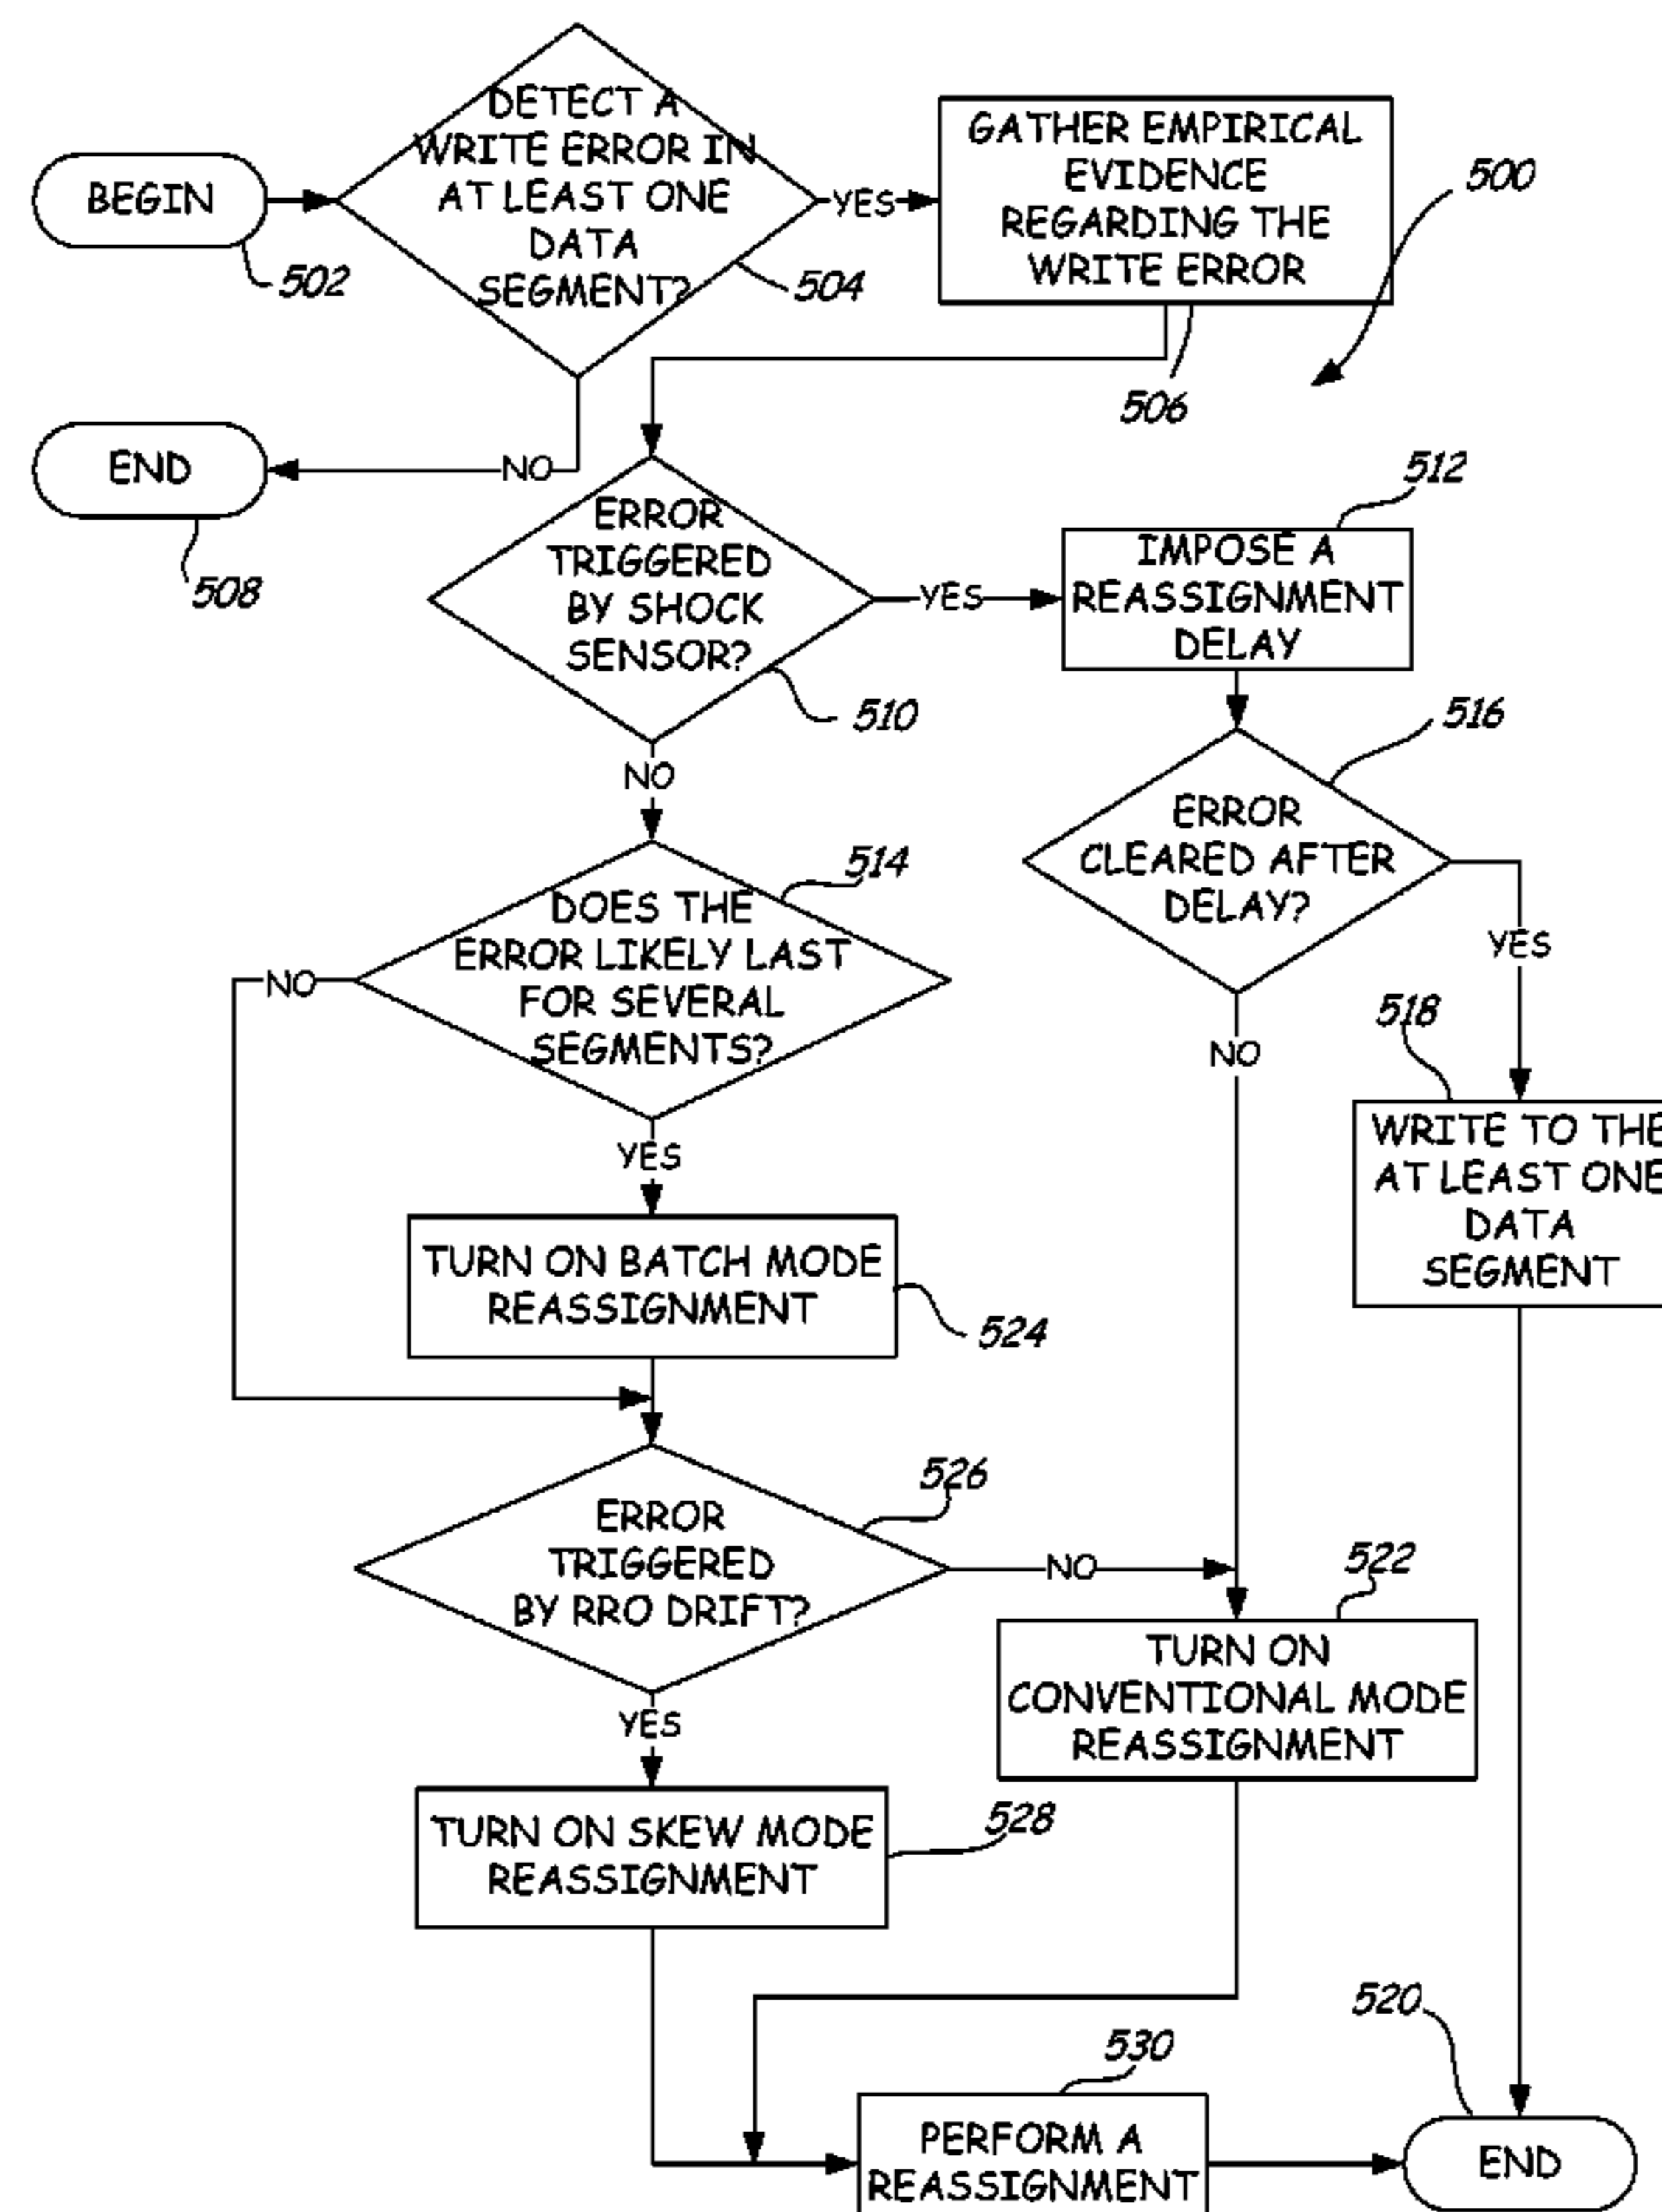 BEGIN
502
DETECT A
WRITE ERROR IN
AT LEAST ONE
DATA
SEGMENT?
504
YES
GATHER EMPIRICAL
EVIDENCE
REGARDING THE
WRITE ERROR
506
500
NO
END
508
ERROR
TRIGGERED
BY SHOCK
SENSOR?
510
YES
IMPOSE A
REASSIGNMENT
DELAY
512
NO
ERROR
CLEARED AFTER
DELAY?
516
YES
NO
DOES THE
ERROR LIKELY LAST
FOR SEVERAL
SEGMENTS?
514
NO
YES
WRITE TO THE
AT LEAST ONE
DATA
SEGMENT
518
TURN ON BATCH MODE
REASSIGNMENT
524
ERROR
TRIGGERED
BY RRO DRIFT?
526
NO
YES
TURN ON
CONVENTIONAL MODE
REASSIGNMENT
522
TURN ON SKEW MODE
REASSIGNMENT
528
PERFORM A
REASSIGNMENT
530
END
520